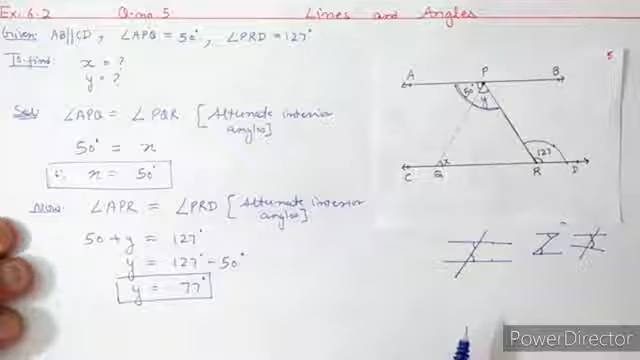 Ex. 6.2 Q.no. 5 Lines and Angles
Given: AB||CD, ∠APQ = 50°, ∠PRD = 127°
To find: x = ?
y = ?
Sol: ∠APQ = ∠PQR [Alternate interior angles]
50° = x
∴ x = 50°
Now: ∠APR = ∠PRD [Alternate interior angles]
50 + y = 127°
y = 127° - 50°
y = 77°
5
A P B
50°
y
127°
x
C Q R D
PowerDirector